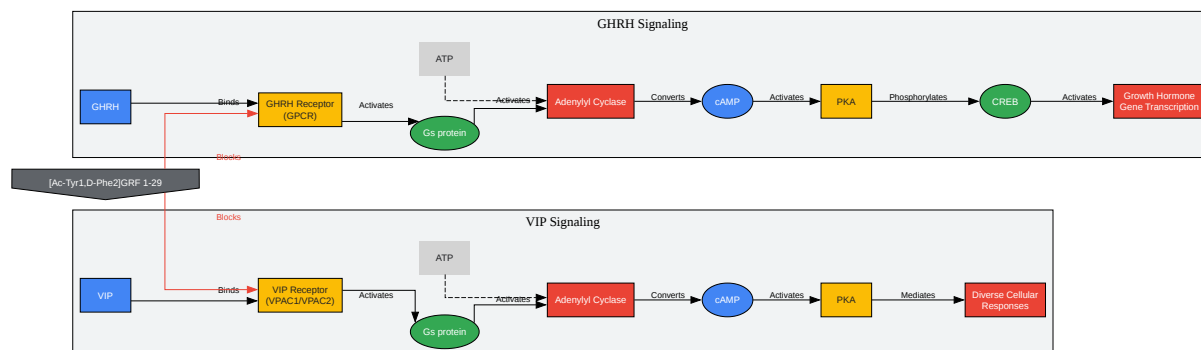 GHRH Signaling
ATP
GHRH
Binds
GHRH Receptor
(GPCR)
Activates
Gs protein
Activates
Adenylyl Cyclase
Converts
cAMP
Activates
PKA
Phosphorylates
CREB
Activates
Growth Hormone
Gene Transcription
Blocks
[Ac-Tyr1,D-Phe2]GRF 1-29
Blocks
VIP Signaling
ATP
VIP
Binds
VIP Receptor
(VPAC1/VPAC2)
Activates
Gs protein
Activates
Adenylyl Cyclase
Converts
cAMP
Activates
PKA
Mediates
Diverse Cellular
Responses